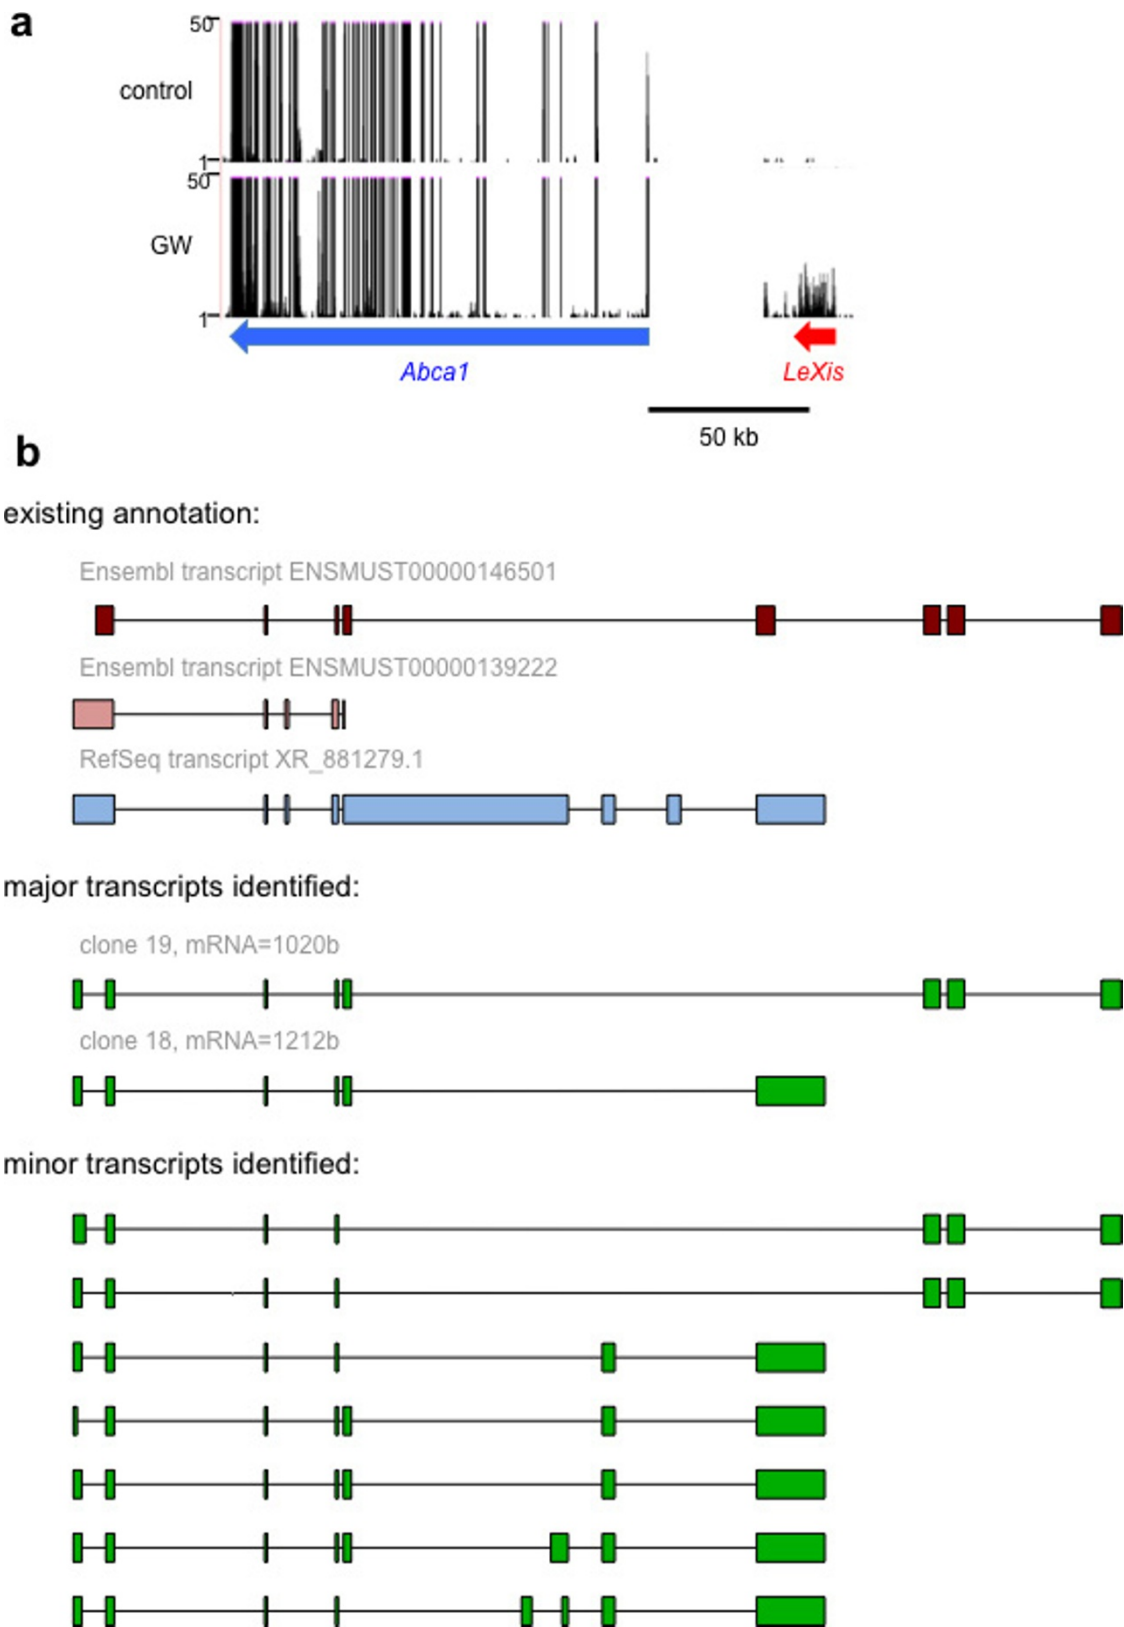 a
50
control
1
50
GW
1
Abca1
LeXis
50 kb
b
existing annotation:
Ensembl transcript ENSMUST00000146501
Ensembl transcript ENSMUST00000139222
RefSeq transcript XR_881279.1
major transcripts identified:
clone 19, mRNA=1020b
clone 18, mRNA=1212b
minor transcripts identified: